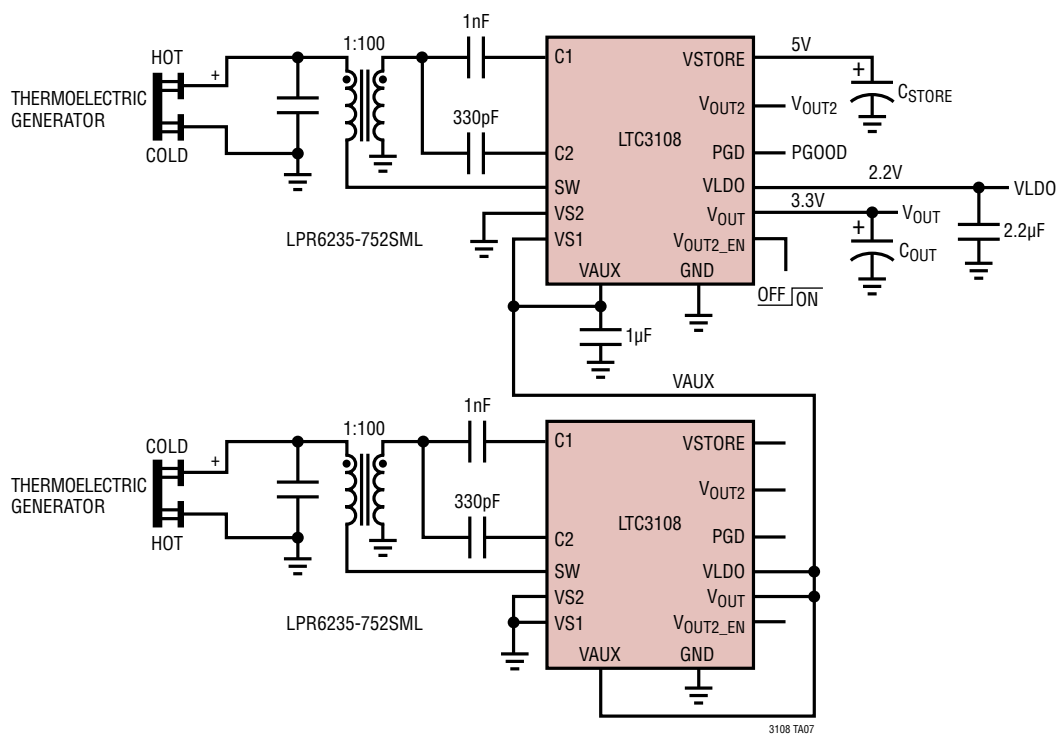 1:100
1nF
HOT
+
THERMOELECTRIC
GENERATOR
COLD
330pF
LPR6235-752SML
C1
C2
SW
VS2
VS1
VAUX
GND
LTC3108
VSTORE
VOUT2
PGD
VLDO
VOUT
VOUT2_EN
5V
+
CSTORE
VOUT2
PGOOD
2.2V
VLDO
3.3V
VOUT
+
COUT
2.2µF
OFF ON
1µF
VAUX
1:100
1nF
COLD
+
THERMOELECTRIC
GENERATOR
HOT
330pF
LPR6235-752SML
C1
C2
SW
VS2
VS1
VAUX
GND
LTC3108
VSTORE
VOUT2
PGD
VLDO
VOUT
VOUT2_EN
3108 TA07